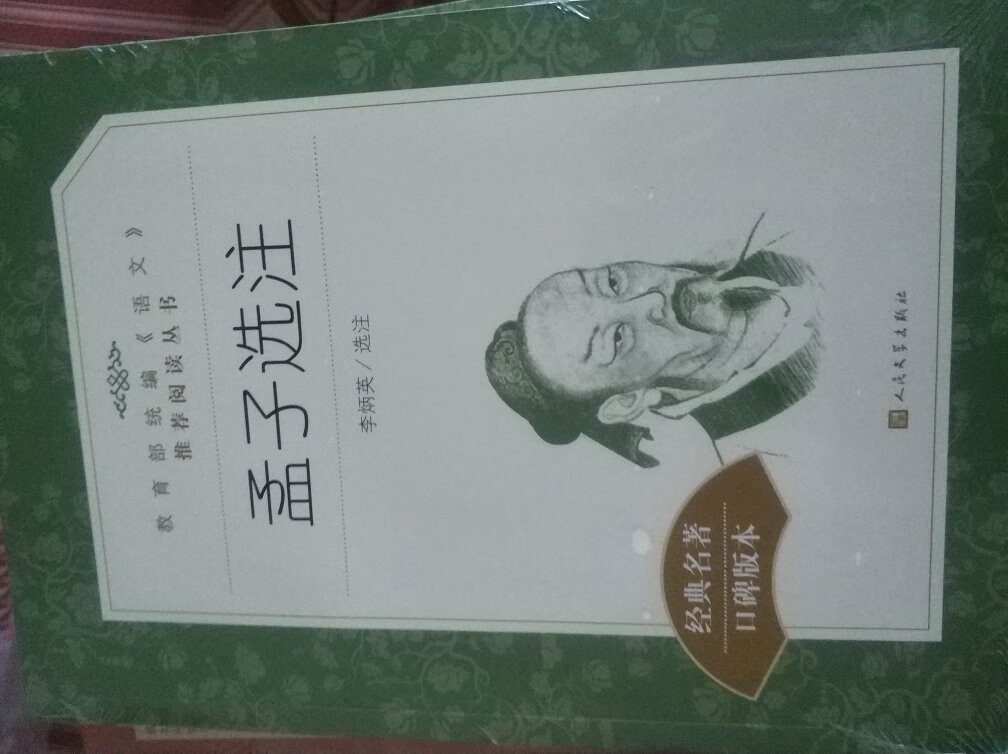 教育部统编《语文》
推荐阅读丛书
孟子选注
李炳英/选注
经典名著
口碑版本
人民文学出版社